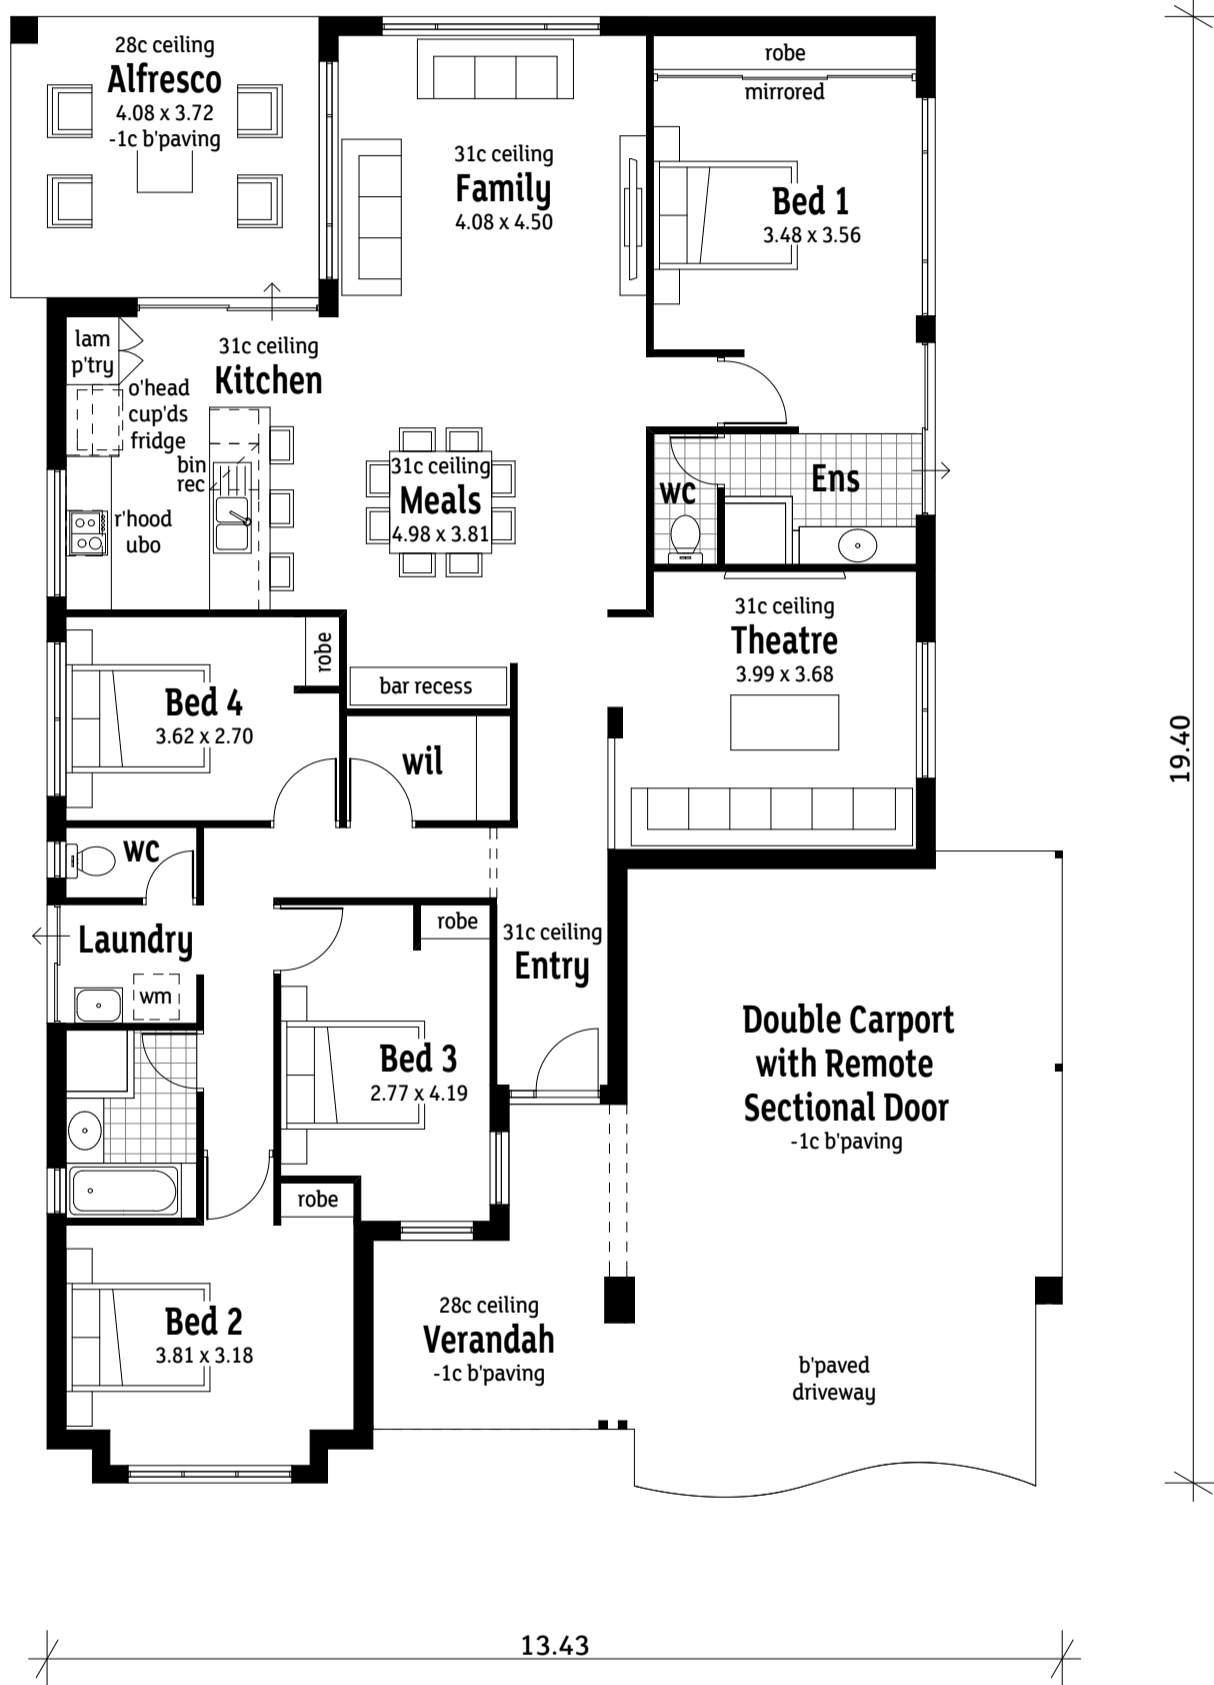 28c ceiling
Alfresco
4.08 x 3.72
-1c b'paving
31c ceiling
Family
4.08 x 4.50
robe
mirrored
Bed 1
3.48 x 3.56
lam
p'try
31c ceiling
Kitchen
o'head
cup'ds
fridge
bin
rec
r'hood
ubo
31c ceiling
Meals
4.98 x 3.81
wc
Ens
31c ceiling
Theatre
3.99 x 3.68
robe
Bed 4
3.62 x 2.70
bar recess
wil
19.40
wc
Laundry
wm
robe
31c ceiling
Entry
Bed 3
2.77 x 4.19
Double Carport
with Remote
Sectional Door
-1c b'paving
robe
Bed 2
3.81 x 3.18
28c ceiling
Verandah
-1c b'paving
b'paved
driveway
13.43